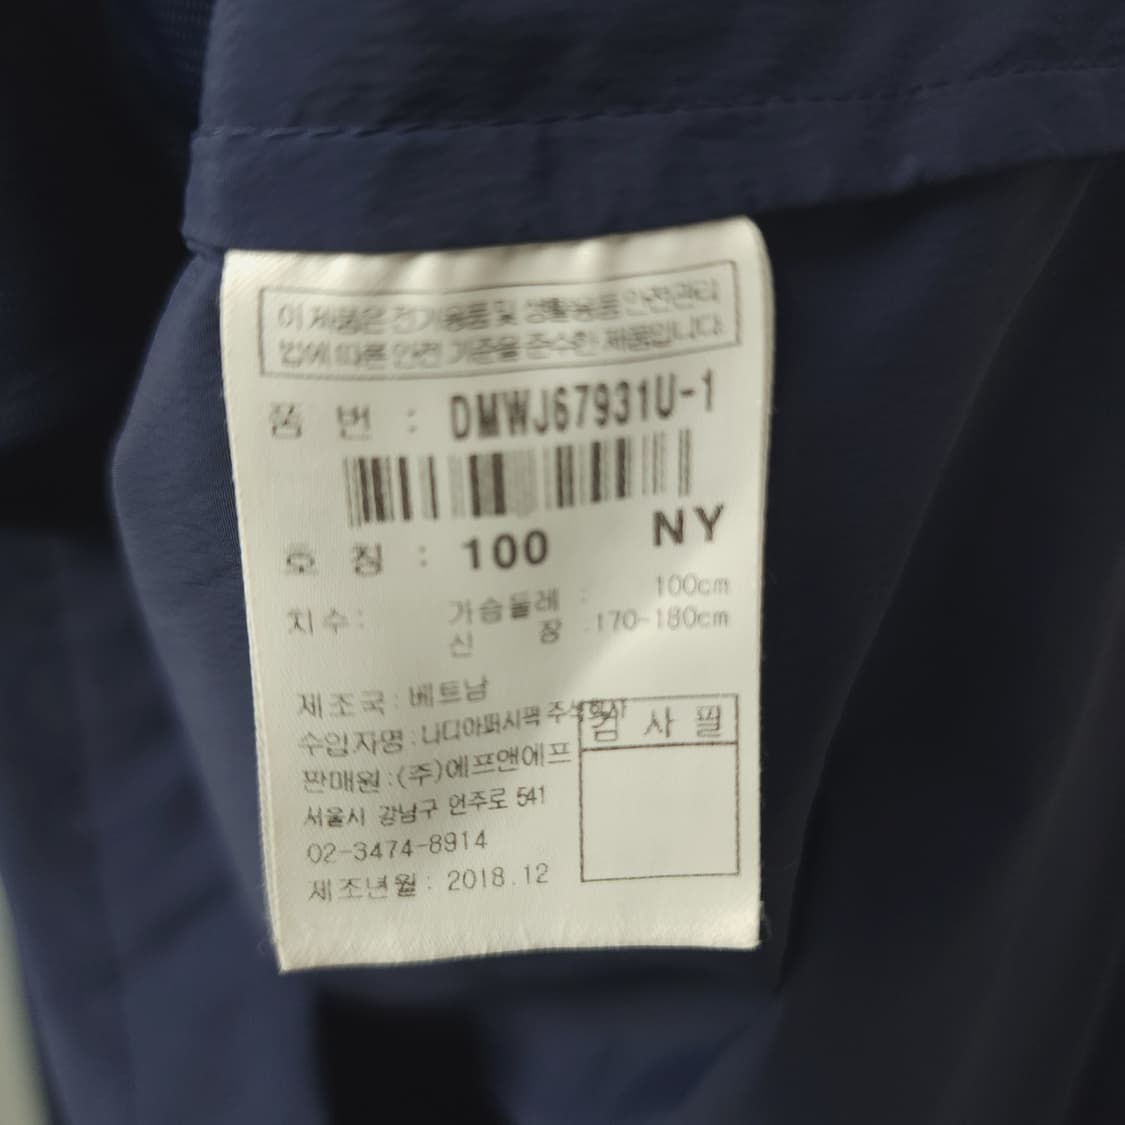 이 제품은 전기용품 및 생활용품 안전관리
법에 따른 안전 기준을 준수한 제품입니다.
품 번 : DMWJ67931U-1
호 칭 : 100 NY
치수: 가슴둘레 : 100cm
신 장 :170-180cm
제조국: 베트남
수입자명 :나디아퍼시픽 주식회사
판매원:(주)에프앤에프
서울시 강남구 언주로 541
02-3474-8914
제조년월: 2018.12
검 사 필